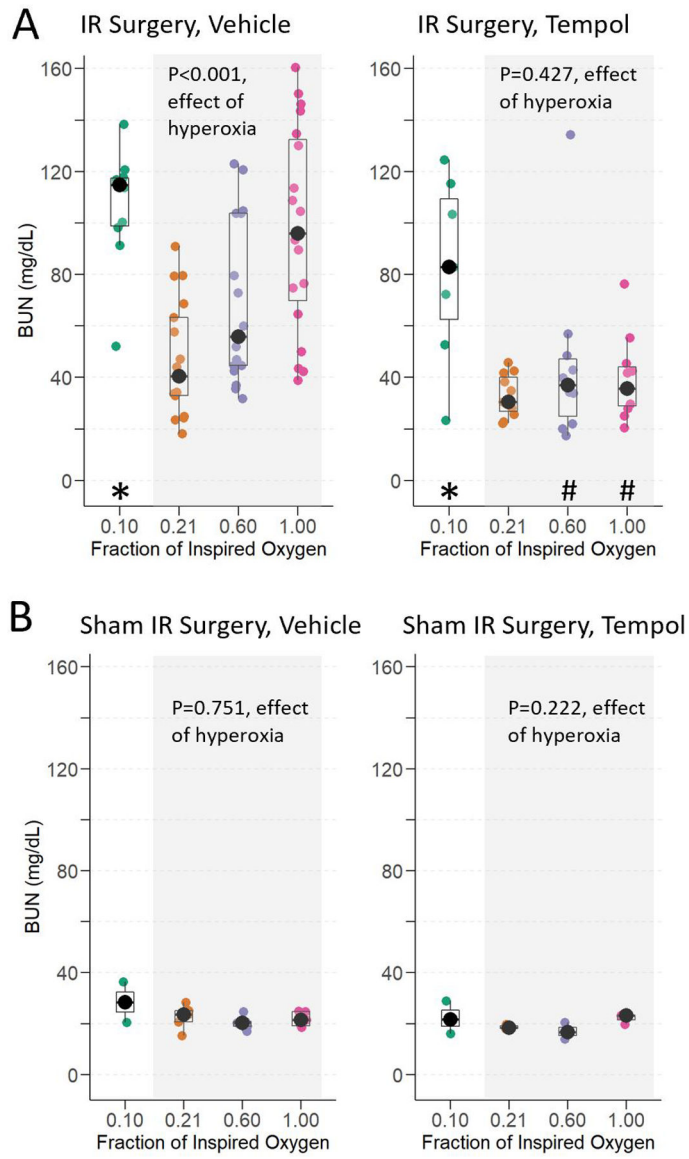 A
IR Surgery, Vehicle
IR Surgery, Tempol
P<0.001,
effect of
hyperoxia
P=0.427, effect
of hyperoxia
BUN (mg/dL)
160
120
80
40
0
160
120
80
40
0
*
*
#
#
0.10 0.21 0.60 1.00
Fraction of Inspired Oxygen
0.10 0.21 0.60 1.00
Fraction of Inspired Oxygen
B
Sham IR Surgery, Vehicle
Sham IR Surgery, Tempol
P=0.751, effect
of hyperoxia
P=0.222, effect
of hyperoxia
BUN (mg/dL)
160
120
80
40
0
160
120
80
40
0
0.10 0.21 0.60 1.00
Fraction of Inspired Oxygen
0.10 0.21 0.60 1.00
Fraction of Inspired Oxygen